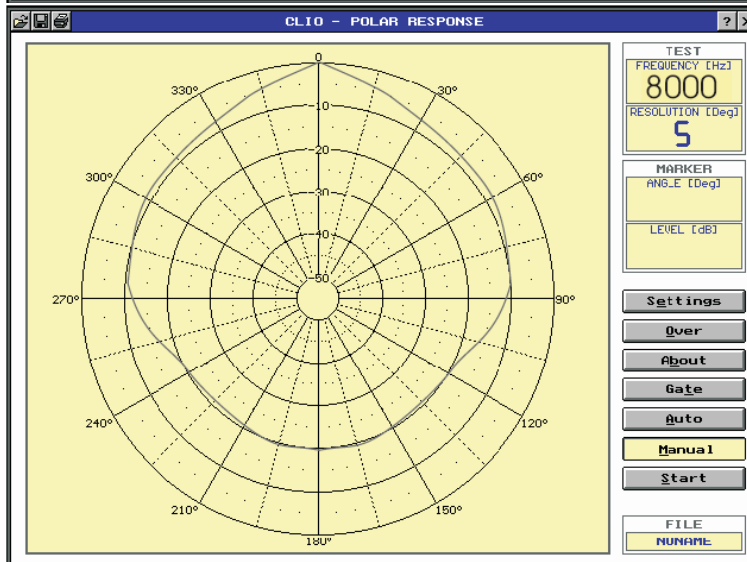 CLIO - POLAR RESPONSE
?
TEST
FREQUENCY [Hz]
8000
RESOLUTION [Deg]
5
MARKER
ANGLE [Deg]
LEVEL [dB]
Settings
Over
About
Gate
Auto
Manual
Start
FILE
NONAME
0
330°
30°
-10
-20
300°
60°
-30
-40
-50
270°
90°
240°
120°
210°
150°
180°